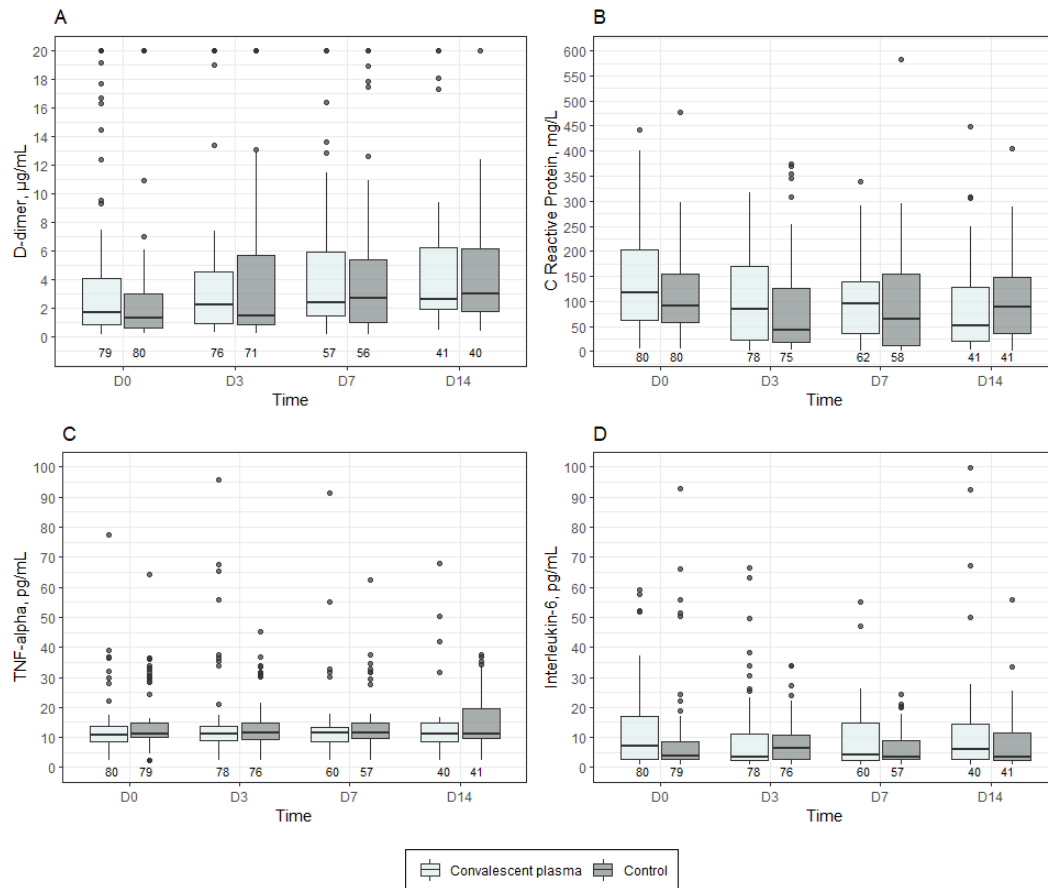 A
D-dimer, µg/mL
20
18
16
14
12
10
8
6
4
2
0
79 80 76 71 57 56 41 40
D0 D3 D7 D14
Time
B
C Reactive Protein, mg/L
600
550
500
450
400
350
300
250
200
150
100
50
0
80 80 78 75 62 58 41 41
D0 D3 D7 D14
Time
C
TNF-alpha, pg/mL
100
90
80
70
60
50
40
30
20
10
0
80 79 78 76 60 57 40 41
D0 D3 D7 D14
Time
D
Interleukin-6, pg/mL
100
90
80
70
60
50
40
30
20
10
0
80 79 78 76 60 57 40 41
D0 D3 D7 D14
Time
Convalescent plasma Control